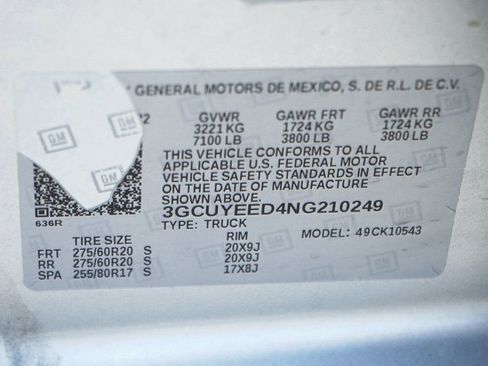 Y GENERAL MOTORS DE MEXICO, S. DE R.L. DE C.V.
22 GVWR GAWR FRT GAWR RR
3221 KG 1724 KG 1724 KG
7100 LB 3800 LB 3800 LB
THIS VEHICLE CONFORMS TO ALL
APPLICABLE U.S. FEDERAL MOTOR
VEHICLE SAFETY STANDARDS IN EFFECT
ON THE DATE OF MANUFACTURE
SHOWN ABOVE.
3GCUYEED4NG210249
636R
TYPE: TRUCK MODEL: 49CK10543
TIRE SIZE RIM
FRT 275/60R20 S 20X9J
RR 275/60R20 S 20X9J
SPA 255/80R17 S 17X8J
GM
GM